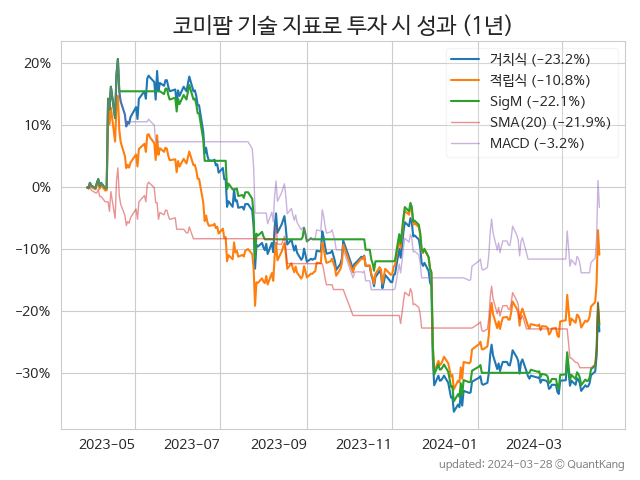 코미팜 기술 지표로 투자 시 성과 (1년)
거치식 (−23.2%)
적립식 (−10.8%)
SigM (−22.1%)
SMA(20) (−21.9%)
MACD (−3.2%)
20%
10%
0%
−10%
−20%
−30%
2023-05 2023-07 2023-09 2023-11 2024-01 2024-03
updated: 2024-03-28 © QuantKang